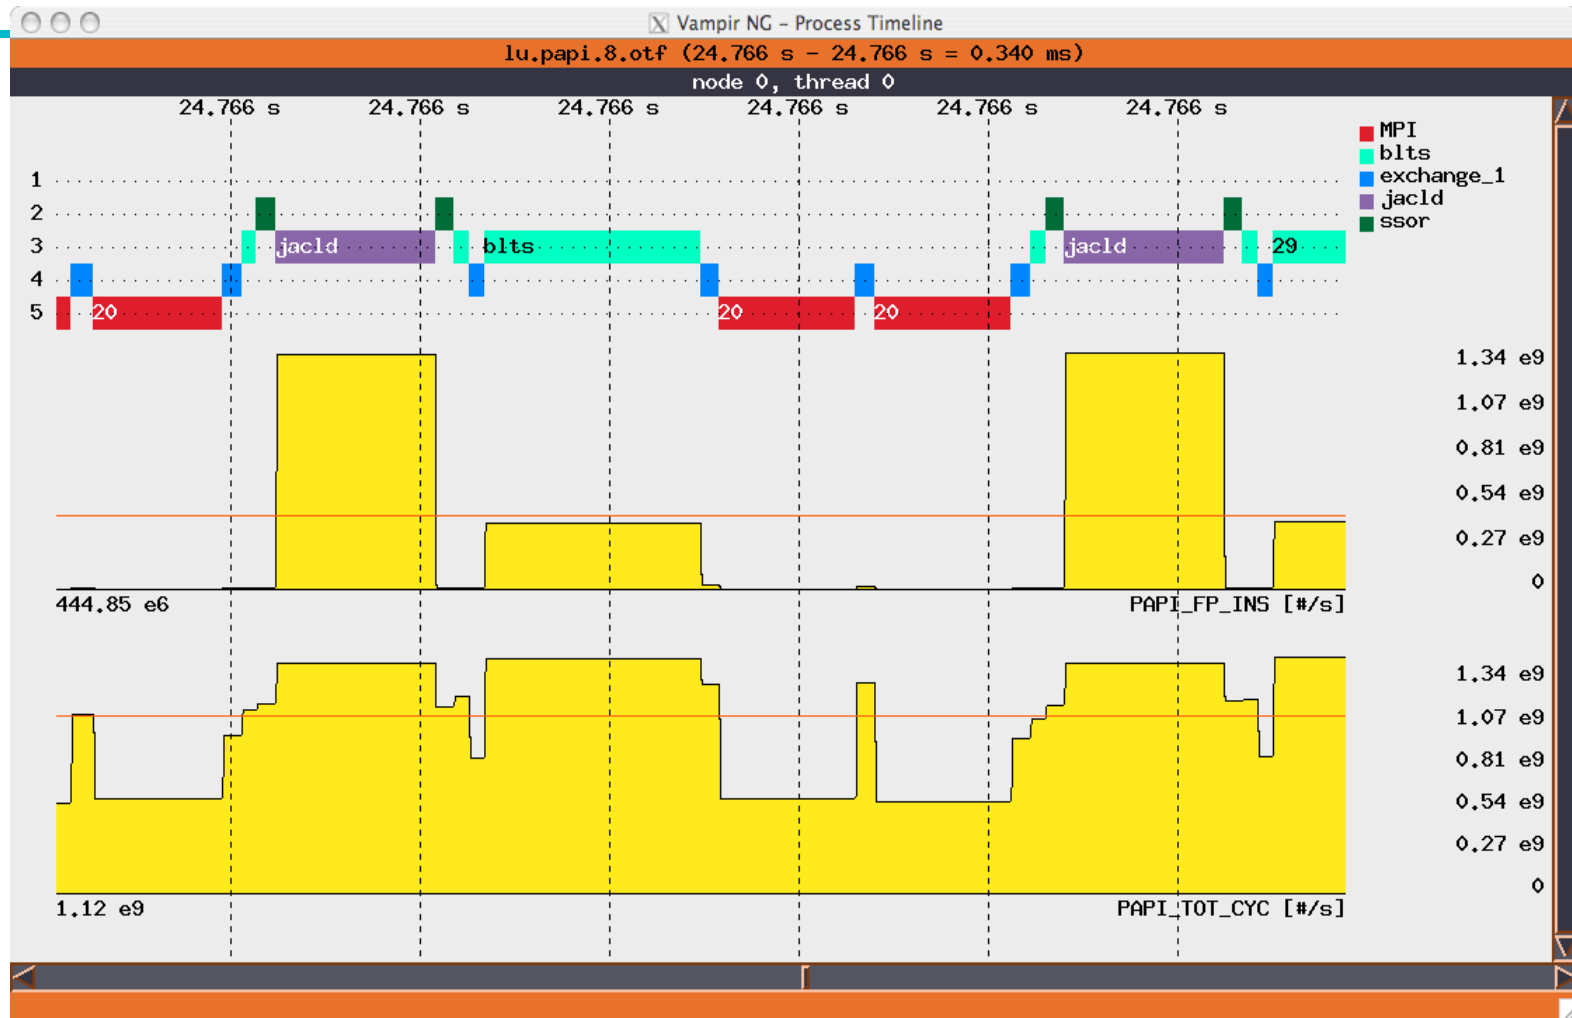 Vampir NG – Process Timeline
lu.papi.8.otf (24.766 s - 24.766 s = 0.340 ms)
node 0, thread 0
24.766 s 24.766 s 24.766 s 24.766 s 24.766 s 24.766 s
MPI
blts
exchange_1
jacld
ssor
1
2
3 jacld blts jacld 29
4
5 20 20 20
1.34 e9
1.07 e9
0.81 e9
0.54 e9
0.27 e9
0
444.85 e6 PAPI_FP_INS [#/s]
1.34 e9
1.07 e9
0.81 e9
0.54 e9
0.27 e9
0
1.12 e9 PAPI_TOT_CYC [#/s]